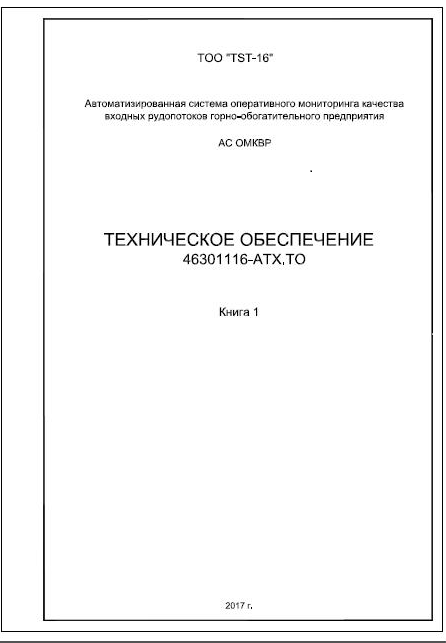 ТОО "TST-16"
Автоматизированная система оперативного мониторинга качества
входных рудопотоков горно-обогатительного предприятия
АС ОМКВР
ТЕХНИЧЕСКОЕ ОБЕСПЕЧЕНИЕ
46301116-АТХ.ТО
Книга 1
2017 г.